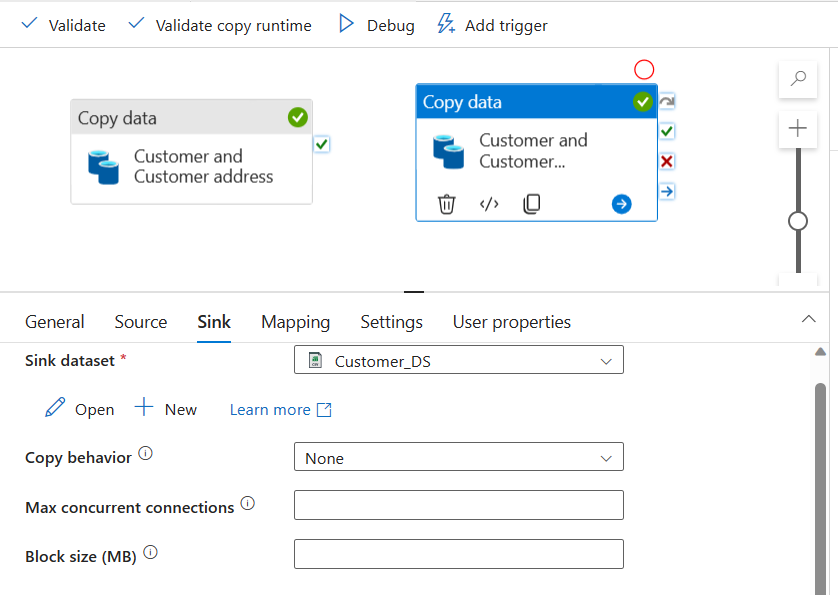 Validate Validate copy runtime Debug Add trigger
Copy data
Customer and
Customer address
Copy data
Customer and
Customer...
General Source Sink Mapping Settings User properties
Sink dataset * Customer_DS
Open New Learn more
Copy behavior None
Max concurrent connections
Block size (MB)